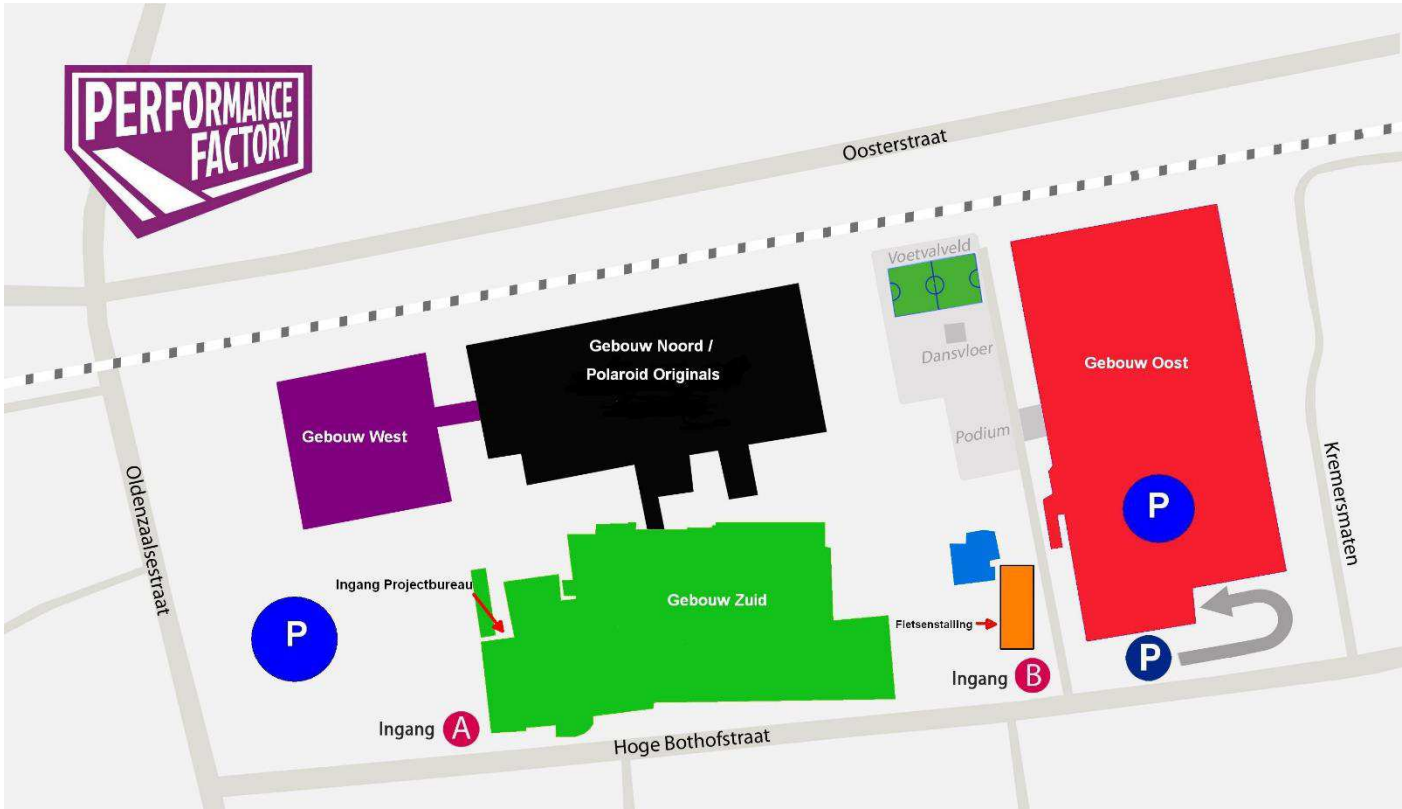 PERFORMANCE
FACTORY
Oosterstraat
Voetvalveld
Gebouw Noord /
Polaroid Originals
Dansvloer
Gebouw Oost
Gebouw West
Podium
Oldenzaalsestraat
Kremersmaten
P
Ingang Projectbureau
Gebouw Zuid
P
Fietsenstalling
P
Ingang B
Ingang A
Hoge Bothofstraat